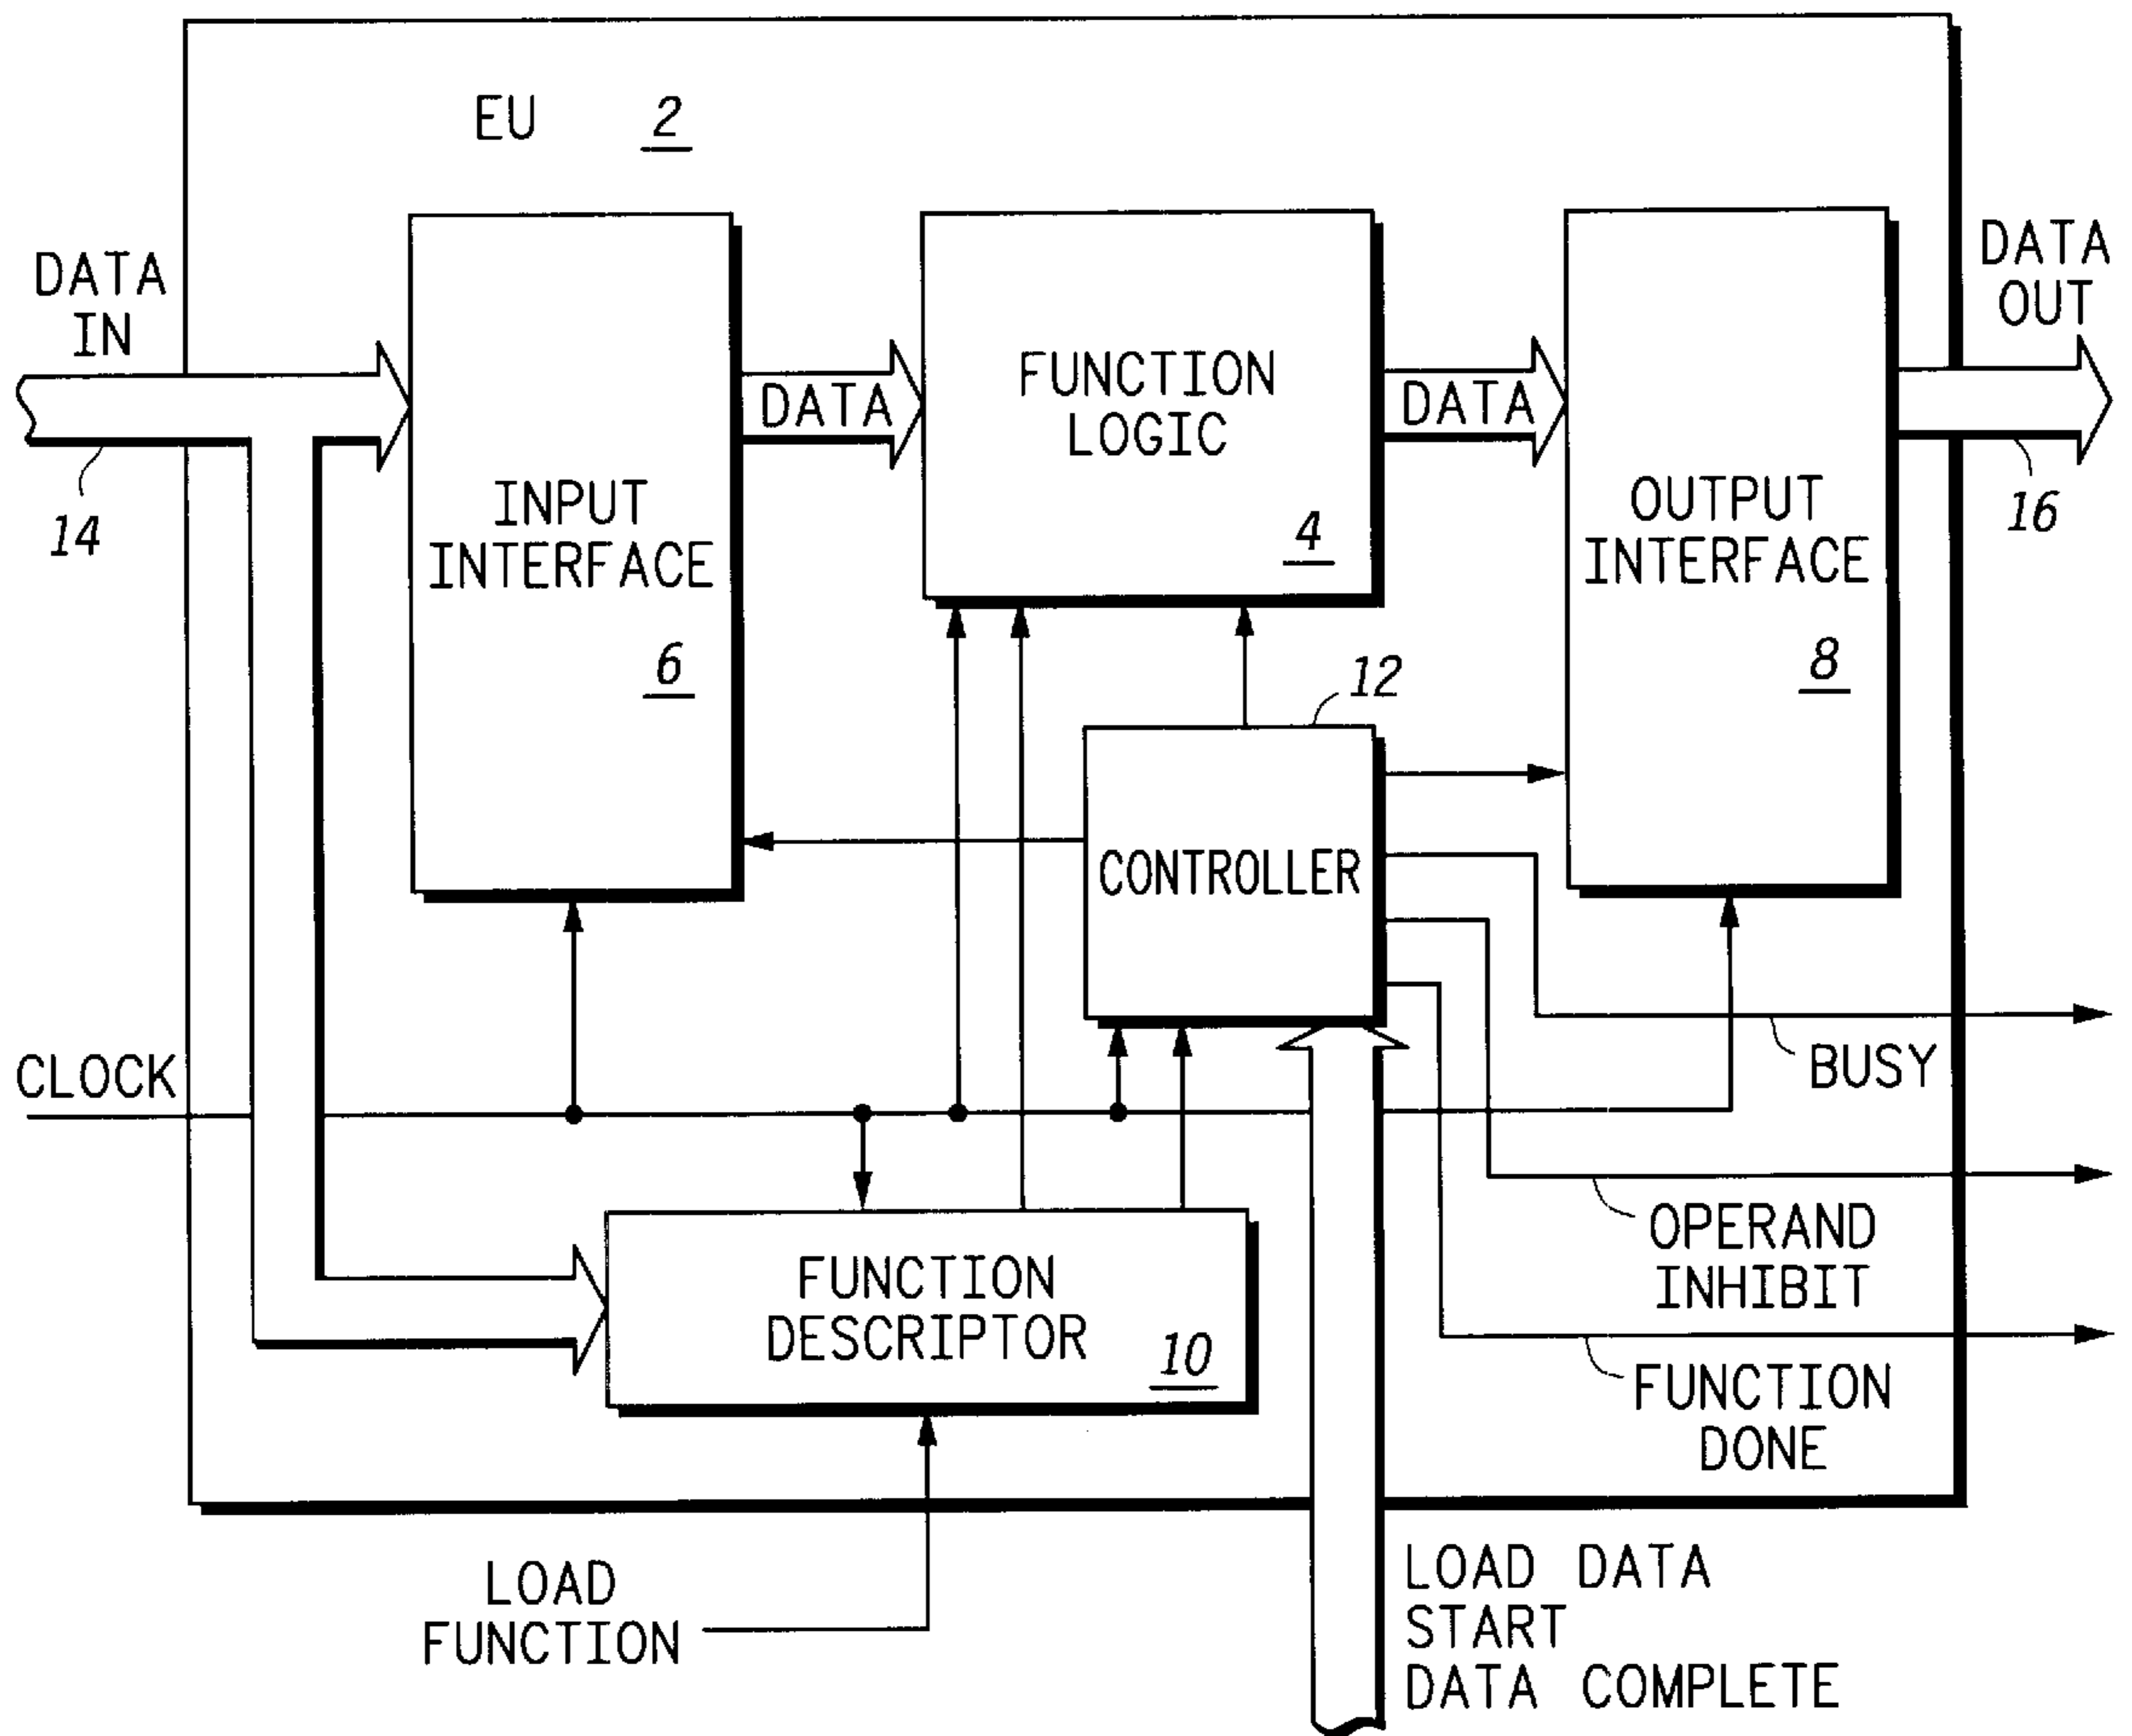 EU 2
DATA
IN
14
INPUT
INTERFACE
6
DATA
FUNCTION
LOGIC
4
DATA
OUTPUT
INTERFACE
8
DATA
OUT
16
12
CONTROLLER
CLOCK
BUSY
OPERAND
INHIBIT
FUNCTION
DONE
FUNCTION
DESCRIPTOR
10
LOAD
FUNCTION
LOAD DATA
START
DATA COMPLETE